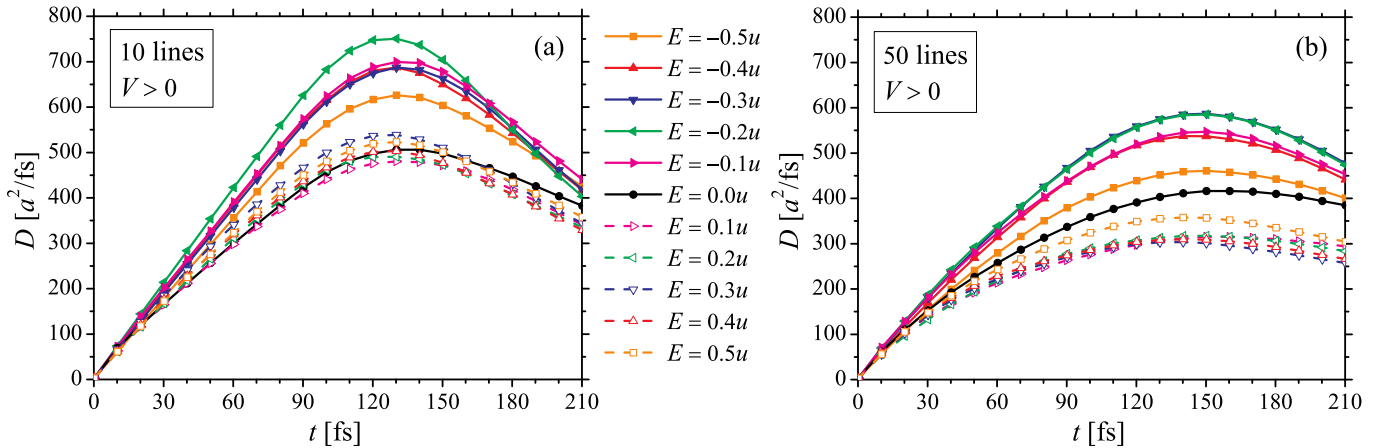 800
700
600
500
400
300
200
100
0
D [a²/fs]
10 lines
V > 0
(a)
0 30 60 90 120 150 180 210
t [fs]
E = −0.5u
E = −0.4u
E = −0.3u
E = −0.2u
E = −0.1u
E = 0.0u
E = 0.1u
E = 0.2u
E = 0.3u
E = 0.4u
E = 0.5u
800
700
600
500
400
300
200
100
0
D [a²/fs]
50 lines
V > 0
(b)
0 30 60 90 120 150 180 210
t [fs]